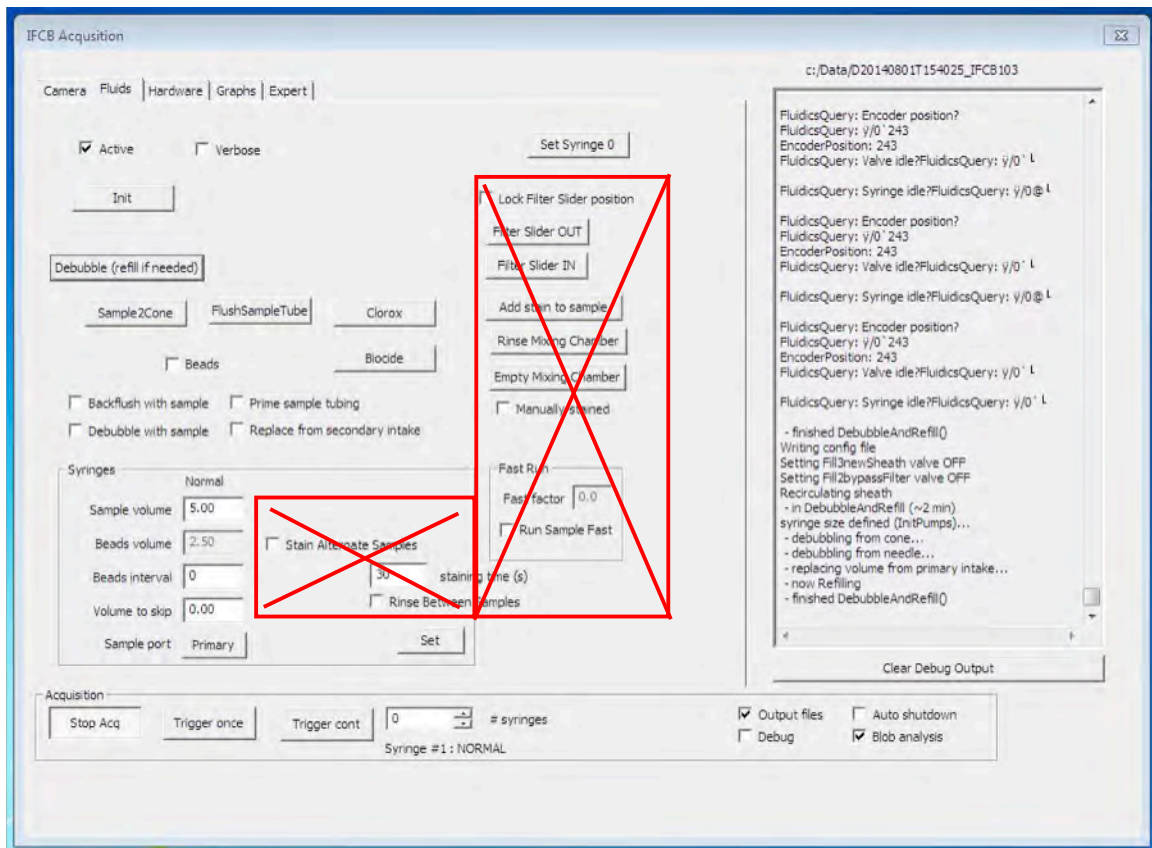 IFCB Acqusition
c:/Data/D20140801T154025_IFCB103
Camera Fluids Hardware Graphs Expert
Active Verbose
Set Syringe 0
Init
Lock Filter Slider position
Filter Slider OUT
Filter Slider IN
Debubble (refill if needed)
Sample2Cone FlushSampleTube Clorox
Add stain to sample
Rinse Mixing Chamber
Beads Biocide
Empty Mixing Chamber
Manually stained
Backflush with sample Prime sample tubing
Debubble with sample Replace from secondary intake
Syringes
Normal
Sample volume 5.00
Beads volume 2.50
Beads interval 0
Volume to skip 0.00
Sample port Primary
Stain Alternate Samples
30 staining time (s)
Rinse Between Samples
Set
Fast Run
Fast factor 0.0
Run Sample Fast
FluidicsQuery: Encoder position?
FluidicsQuery: ÿ/0`243
EncoderPosition: 243
FluidicsQuery: Valve idle?FluidicsQuery: ÿ/0` L
FluidicsQuery: Syringe idle?FluidicsQuery: ÿ/0@ L
FluidicsQuery: Encoder position?
FluidicsQuery: ÿ/0`243
EncoderPosition: 243
FluidicsQuery: Valve idle?FluidicsQuery: ÿ/0` L
FluidicsQuery: Syringe idle?FluidicsQuery: ÿ/0@ L
FluidicsQuery: Encoder position?
FluidicsQuery: ÿ/0`243
EncoderPosition: 243
FluidicsQuery: Valve idle?FluidicsQuery: ÿ/0` L
FluidicsQuery: Syringe idle?FluidicsQuery: ÿ/0` L
- finished DebubbleAndRefill()
Writing config file
Setting Fill3newSheath valve OFF
Setting Fill2bypassFilter valve OFF
Recirculating sheath
- in DebubbleAndRefill (~2 min)
syringe size defined (InitPumps)...
- debubbling from cone...
- debubbling from needle...
- replacing volume from primary intake...
- now Refilling
- finished DebubbleAndRefill()
Clear Debug Output
Acquisition
Stop Acq Trigger once Trigger cont 0 # syringes
Syringe #1 : NORMAL
Output files Auto shutdown
Debug Blob analysis